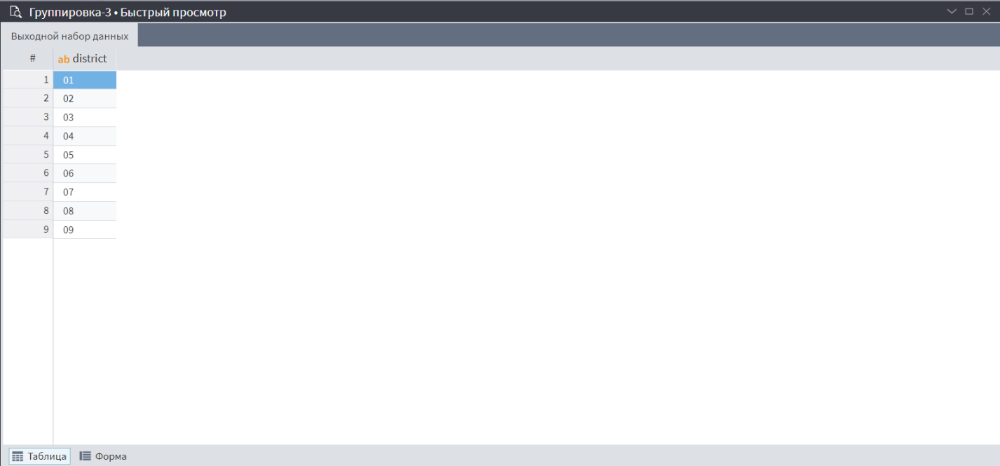 Группировка-3 • Быстрый просмотр
Выходной набор данных
# ab district
1 01
2 02
3 03
4 04
5 05
6 06
7 07
8 08
9 09
Таблица Форма